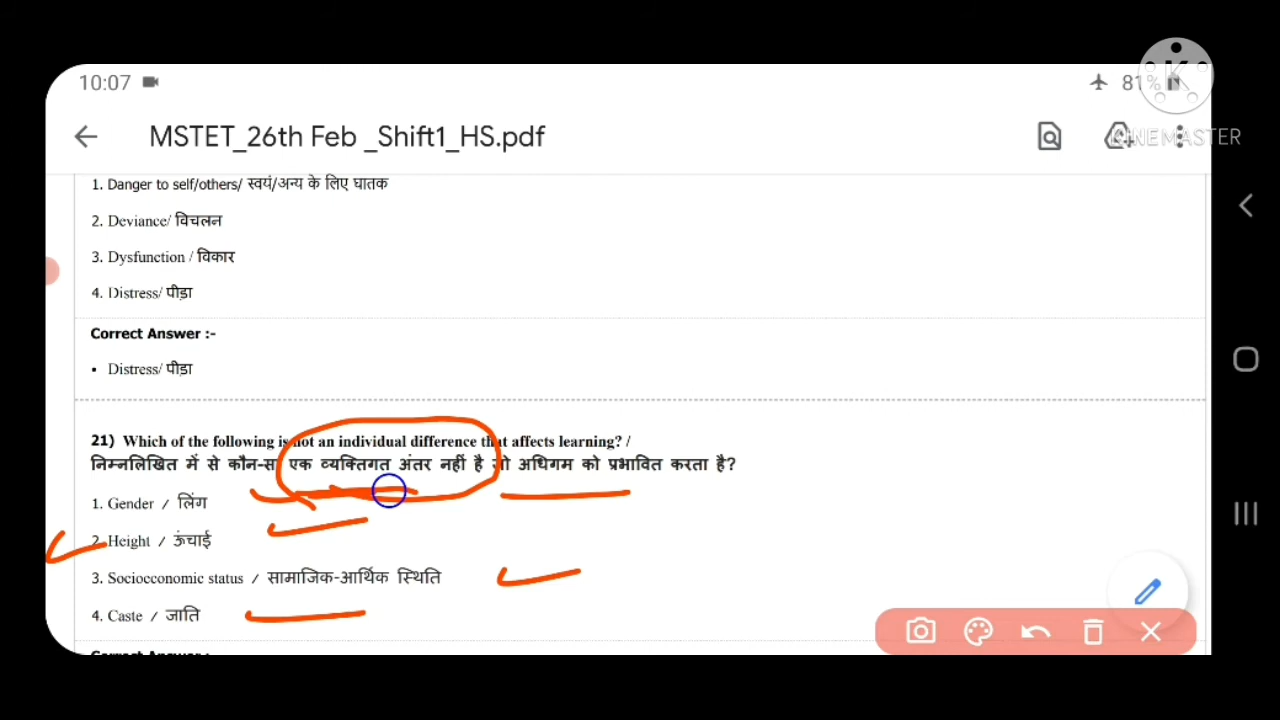 10:07
81%
K
MSTET_26th Feb _Shift1_HS.pdf
KINEMASTER
1. Danger to self/others/ स्वयं/अन्य के लिए घातक
2. Deviance/ विचलन
3. Dysfunction / विकार
4. Distress/ पीड़ा
Correct Answer :-
• Distress/ पीड़ा
21) Which of the following is not an individual difference that affects learning? /
निम्नलिखित में से कौन-सा एक व्यक्तिगत अंतर नहीं है जो अधिगम को प्रभावित करता है?
1. Gender / लिंग
2. Height / ऊंचाई
3. Socioeconomic status / सामाजिक-आर्थिक स्थिति
4. Caste / जाति
Correct Answer :-